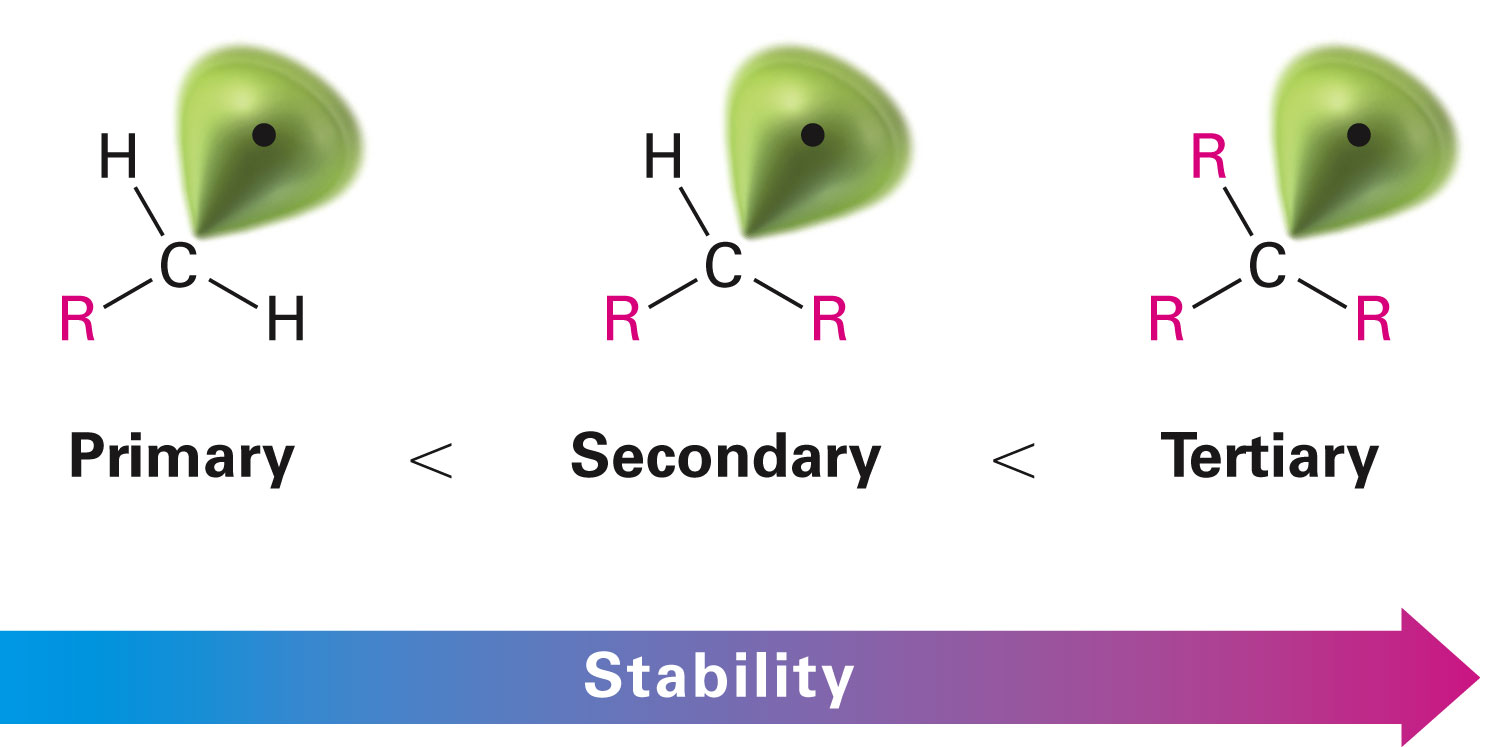 H H R
C C C
R H R R R R
Primary < Secondary < Tertiary
Stability